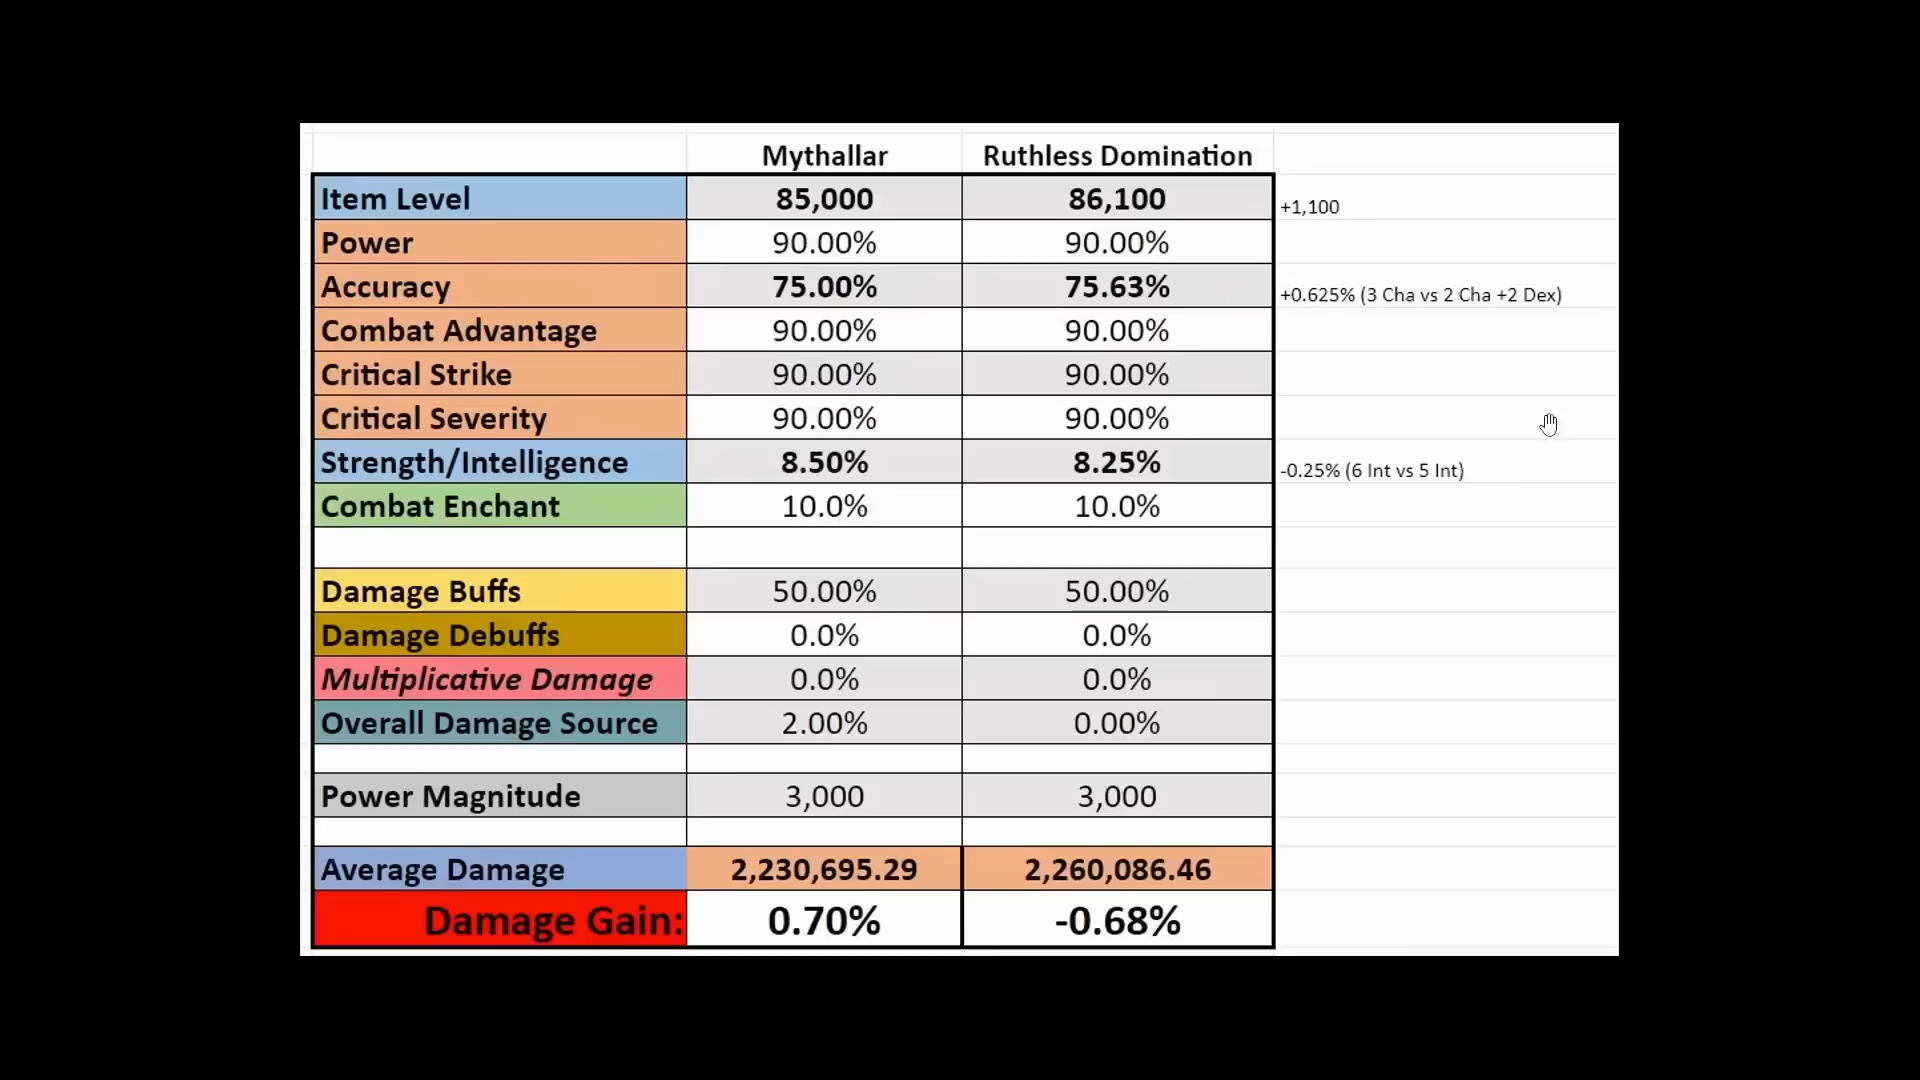 Mythallar Ruthless Domination
Item Level 85,000 86,100 +1,100
Power 90.00% 90.00%
Accuracy 75.00% 75.63% +0.625% (3 Cha vs 2 Cha +2 Dex)
Combat Advantage 90.00% 90.00%
Critical Strike 90.00% 90.00%
Critical Severity 90.00% 90.00%
Strength/Intelligence 8.50% 8.25% -0.25% (6 Int vs 5 Int)
Combat Enchant 10.0% 10.0%
Damage Buffs 50.00% 50.00%
Damage Debuffs 0.0% 0.0%
Multiplicative Damage 0.0% 0.0%
Overall Damage Source 2.00% 0.00%
Power Magnitude 3,000 3,000
Average Damage 2,230,695.29 2,260,086.46
Damage Gain: 0.70% -0.68%